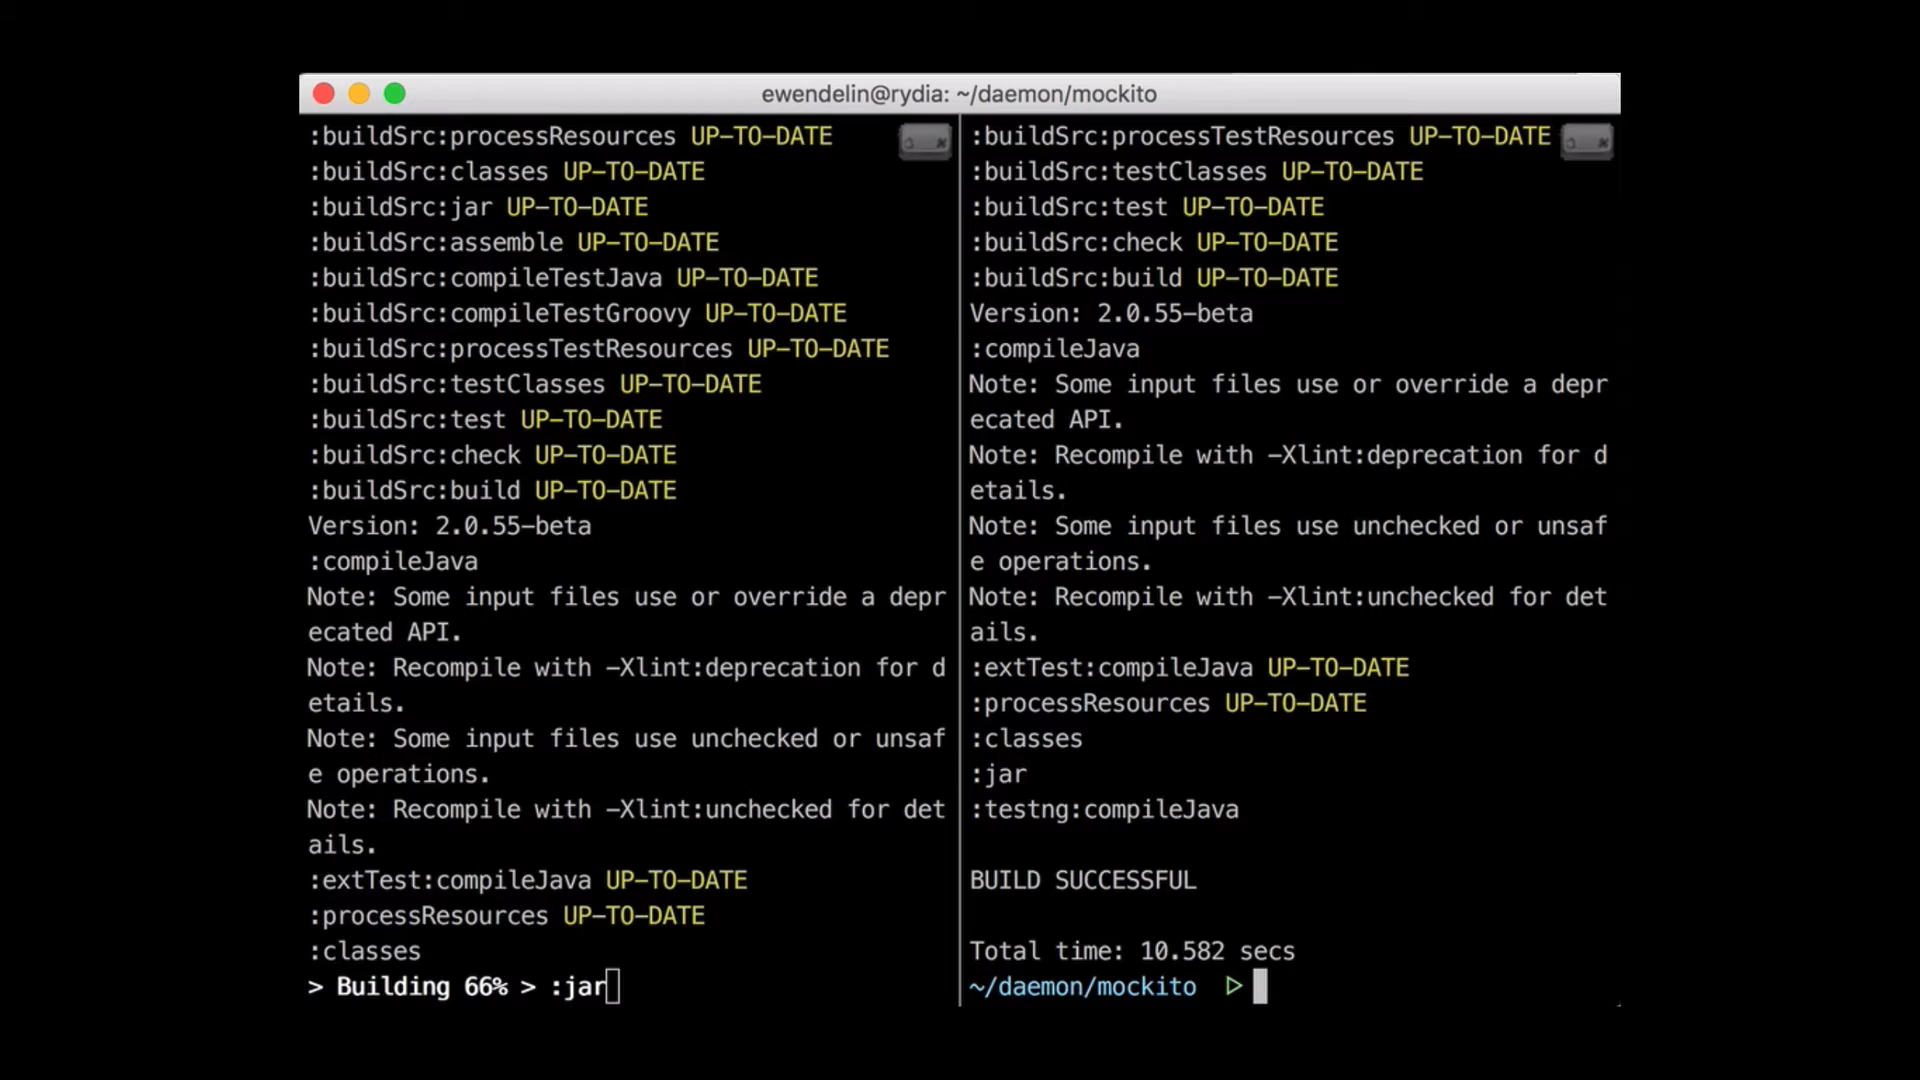 ewendelin@rydia: ~/daemon/mockito
:buildSrc:processResources UP-TO-DATE
:buildSrc:classes UP-TO-DATE
:buildSrc:jar UP-TO-DATE
:buildSrc:assemble UP-TO-DATE
:buildSrc:compileTestJava UP-TO-DATE
:buildSrc:compileTestGroovy UP-TO-DATE
:buildSrc:processTestResources UP-TO-DATE
:buildSrc:testClasses UP-TO-DATE
:buildSrc:test UP-TO-DATE
:buildSrc:check UP-TO-DATE
:buildSrc:build UP-TO-DATE
Version: 2.0.55-beta
:compileJava
Note: Some input files use or override a depr
ecated API.
Note: Recompile with -Xlint:deprecation for d
etails.
Note: Some input files use unchecked or unsaf
e operations.
Note: Recompile with -Xlint:unchecked for det
ails.
:extTest:compileJava UP-TO-DATE
:processResources UP-TO-DATE
:classes
> Building 66% > :jar
:buildSrc:processTestResources UP-TO-DATE
:buildSrc:testClasses UP-TO-DATE
:buildSrc:test UP-TO-DATE
:buildSrc:check UP-TO-DATE
:buildSrc:build UP-TO-DATE
Version: 2.0.55-beta
:compileJava
Note: Some input files use or override a depr
ecated API.
Note: Recompile with -Xlint:deprecation for d
etails.
Note: Some input files use unchecked or unsaf
e operations.
Note: Recompile with -Xlint:unchecked for det
ails.
:extTest:compileJava UP-TO-DATE
:processResources UP-TO-DATE
:classes
:jar
:testng:compileJava
BUILD SUCCESSFUL
Total time: 10.582 secs
~/daemon/mockito ▷